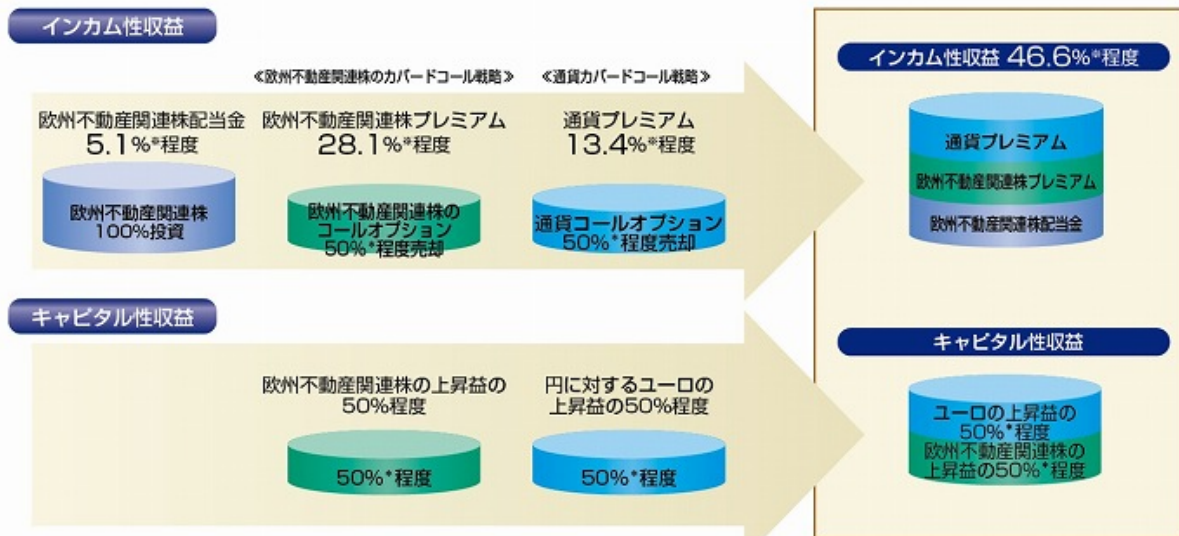 インカム性収益
≪欧州不動産関連株のカバードコール戦略≫
≪通貨カバードコール戦略≫
欧州不動産関連株配当金
5.1%※程度
欧州不動産関連株プレミアム
28.1%※程度
通貨プレミアム
13.4%※程度
欧州不動産関連株
100%投資
欧州不動産関連株の
コールオプション
50%*程度売却
通貨コールオプション
50%*程度売却
インカム性収益 46.6%※程度
通貨プレミアム
欧州不動産関連株プレミアム
欧州不動産関連株配当金
キャピタル性収益
欧州不動産関連株の上昇益の
50%程度
円に対するユーロの
上昇益の50%程度
50%*程度
50%*程度
キャピタル性収益
ユーロの上昇益の
50%*程度
欧州不動産関連株の
上昇益の50%*程度